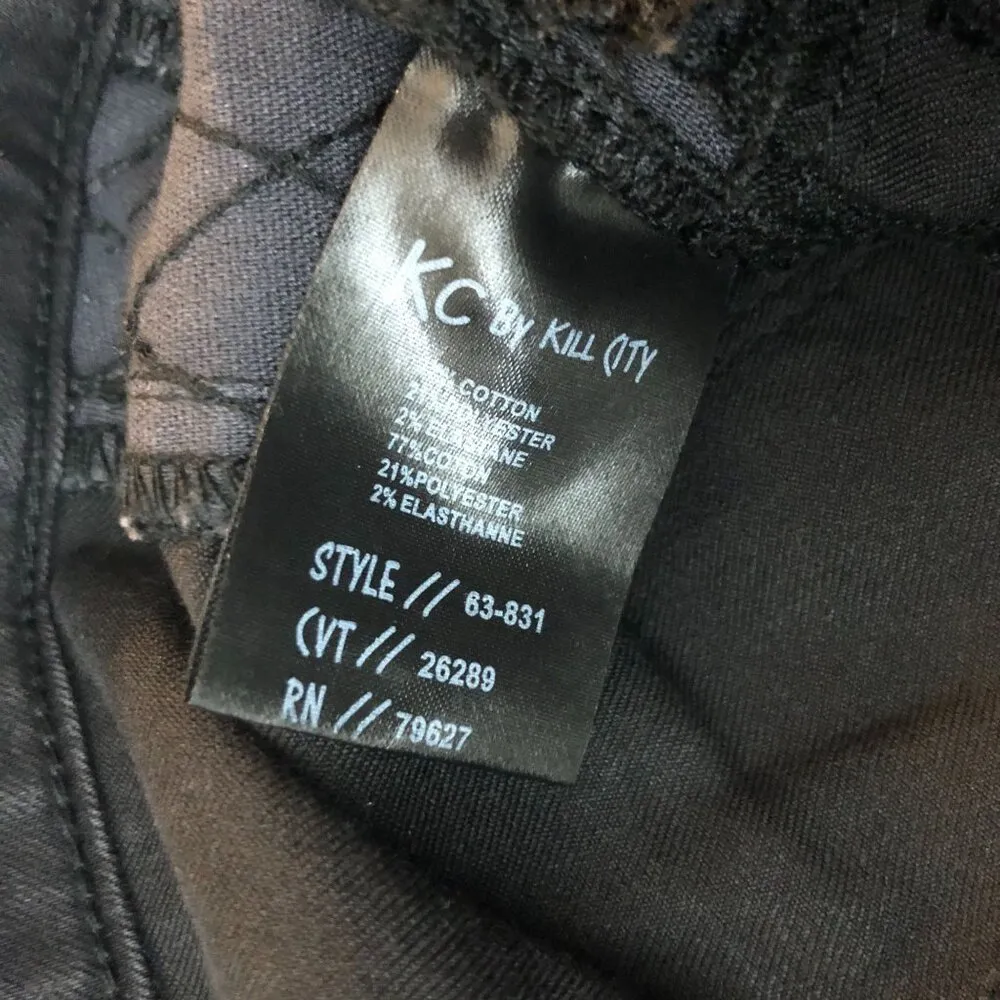 KC BY KILL CITY
COTTON
2% ELASTANE
77%COTON
21%POLYESTER
2% ELASTHANNE
STYLE // 63-831
CVT // 26289
RN // 79627